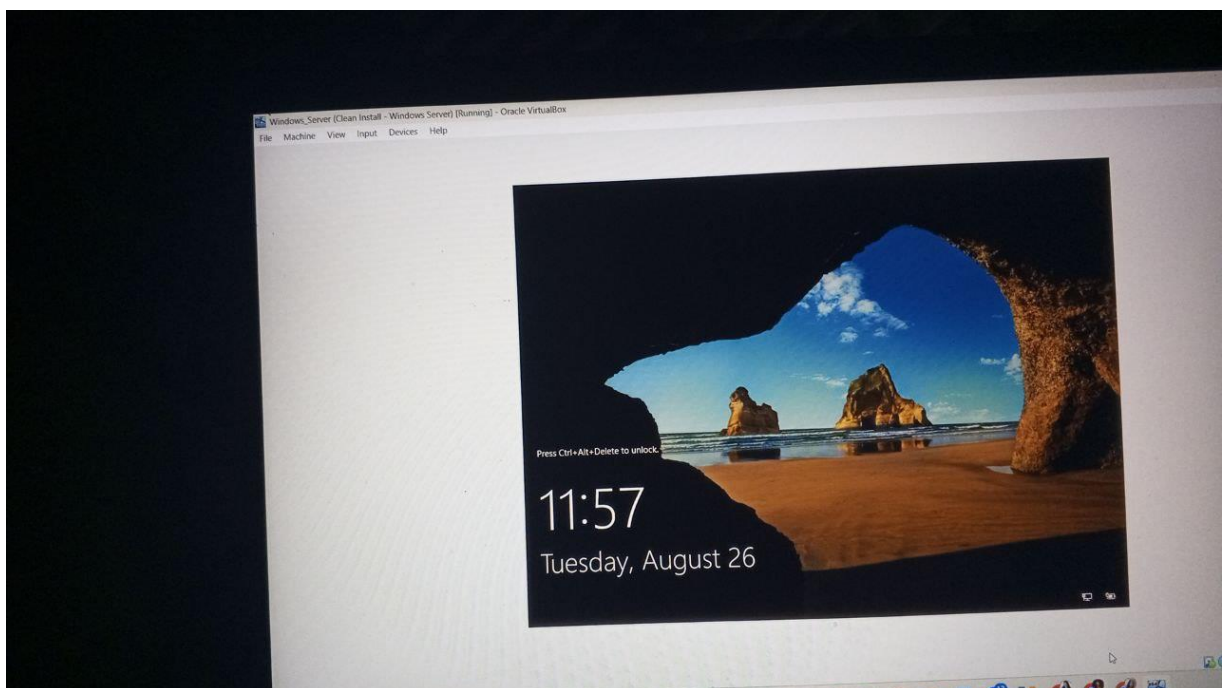 Windows_Server (Clean Install - Windows Server) [Running] - Oracle VirtualBox
File Machine View Input Devices Help
Press Ctrl+Alt+Delete to unlock.
11:57
Tuesday, August 26